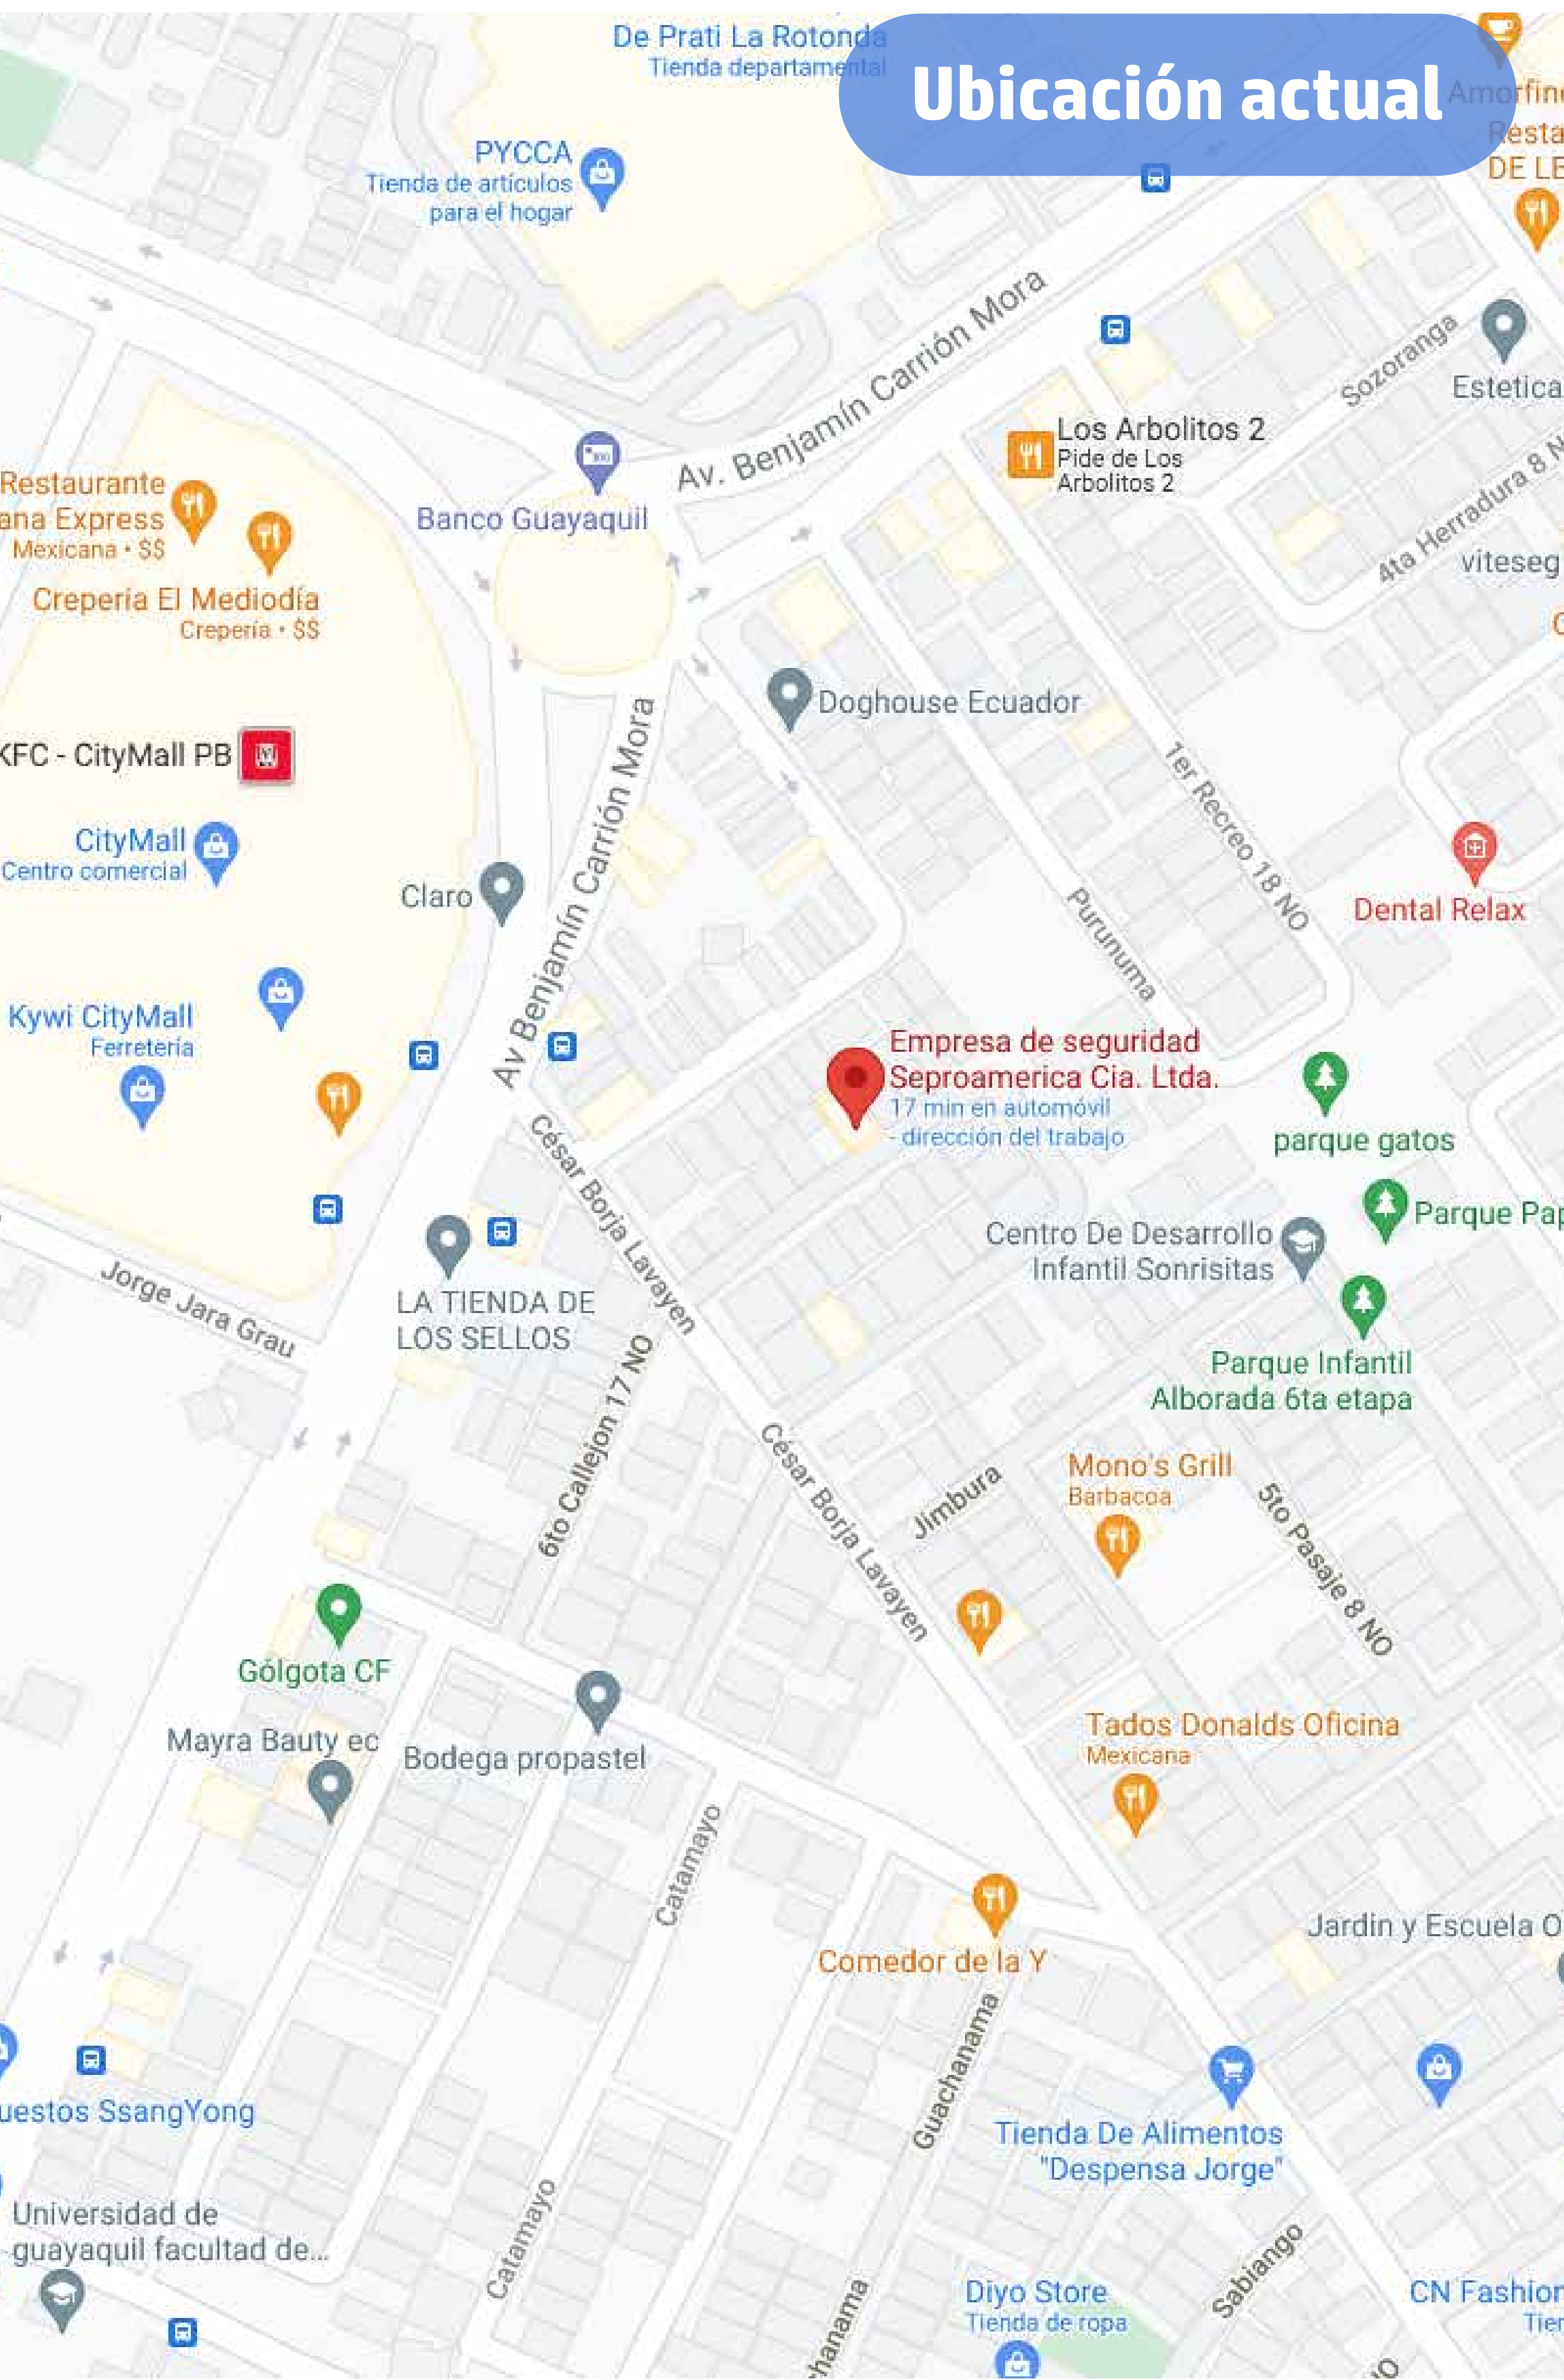 De Prati La Rotonda
Tienda departamental
Ubicación actual
PYCCA
Tienda de artículos
para el hogar
Resta
DE LE
Av. Benjamín Carrión Mora
Sozoranga
Estetica
Los Arbolitos 2
Pide de Los
Arbolitos 2
4ta Herradura 8 N
viteseg
Restaurante
ana Express
Mexicana • $$
Banco Guayaquil
Crepería El Mediodía
Crepería • $$
Doghouse Ecuador
KFC - CityMall PB
Av Benjamín Carrión Mora
1er Recreo 18 NO
CityMall
Centro comercial
Claro
Purunuma
Dental Relax
Kywi CityMall
Ferretería
Empresa de seguridad
Seproamerica Cia. Ltda.
17 min en automóvil
- dirección del trabajo
parque gatos
César Borja Lavayen
Parque Pap
Centro De Desarrollo
Infantil Sonrisitas
Jorge Jara Grau
LA TIENDA DE
LOS SELLOS
6to Callejon 17 NO
Parque Infantil
Alborada 6ta etapa
César Borja Lavayen
Jimbura
Mono's Grill
Barbacoa
5to Pasaje 8 NO
Gólgota CF
Mayra Bauty ec
Bodega propastel
Tados Donalds Oficina
Mexicana
Catamayo
Comedor de la Y
Jardin y Escuela O
Guachanama
uestos SsangYong
Tienda De Alimentos
"Despensa Jorge"
Universidad de
guayaquil facultad de...
Catamayo
Sabiango
chanama
Diyo Store
Tienda de ropa
CN Fashion
Tier